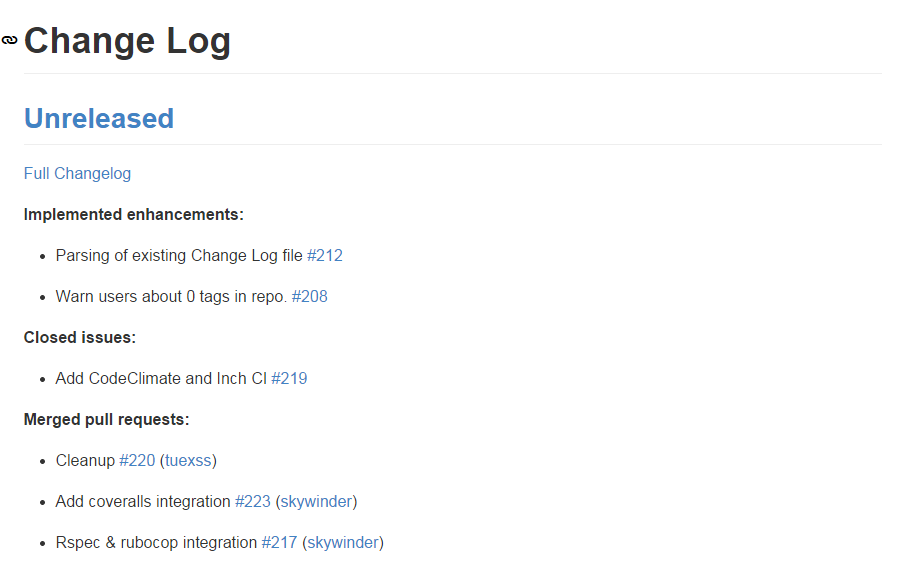 Change Log
Unreleased
Full Changelog
Implemented enhancements:
Parsing of existing Change Log file #212
Warn users about 0 tags in repo. #208
Closed issues:
Add CodeClimate and Inch CI #219
Merged pull requests:
Cleanup #220 (tuexss)
Add coveralls integration #223 (skywinder)
Rspec & rubocop integration #217 (skywinder)